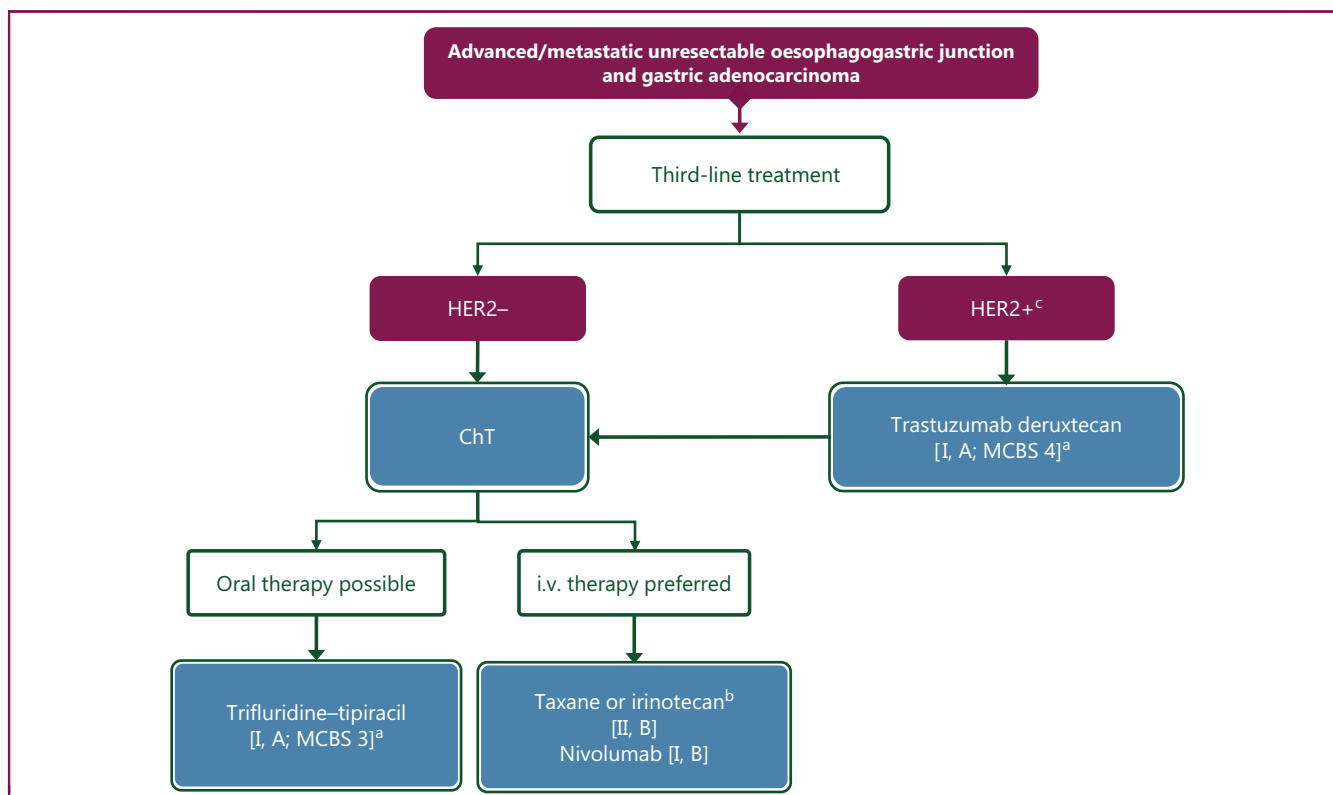 Advanced/metastatic unresectable oesophagogastric junction
and gastric adenocarcinoma
Third-line treatment
HER2–
HER2+c
ChT
Trastuzumab deruxtecan
[I, A; MCBS 4]a
Oral therapy possible
i.v. therapy preferred
Trifluridine–tipiracil
[I, A; MCBS 3]a
Taxane or irinotecanb
[II, B]
Nivolumab [I, B]